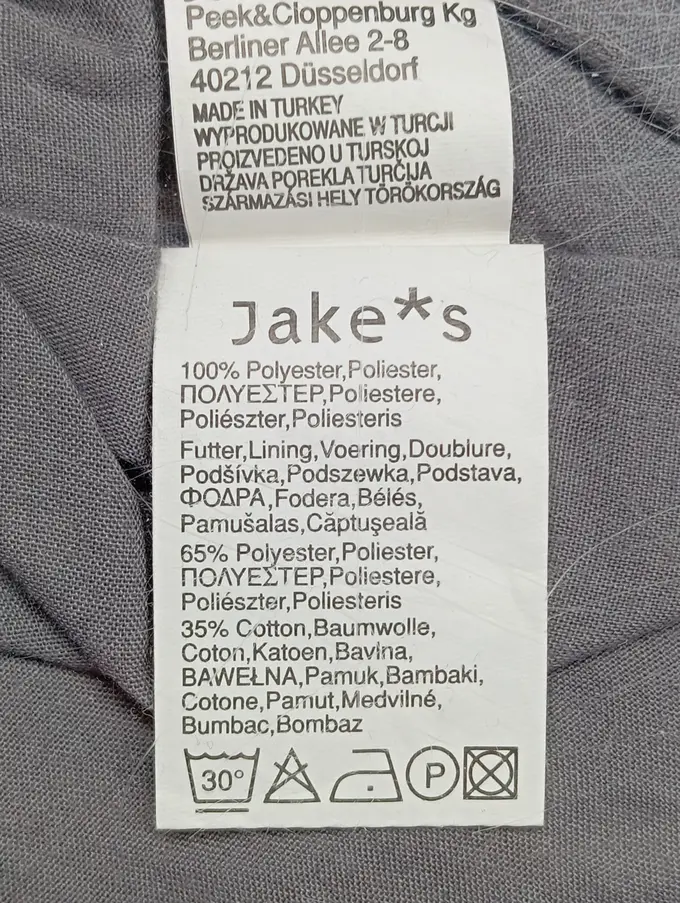 Peek&Cloppenburg Kg
Berliner Allee 2-8
40212 Düsseldorf
MADE IN TURKEY
WYPRODUKOWANE W TURCJI
PROIZVEDENO U TURSKOJ
DRŽAVA POREKLA TURČIJA
SZÁRMAZÁSI HELY TÖRÖKORSZÁG
Jake*s
100% Polyester,Poliester,
ΠΟΛΥΕΣΤΕΡ,Poliestere,
Poliészter,Poliesteris
Futter,Lining,Voering,Doublure,
Podšívka,Podszewka,Podstava,
ΦΟΔΡΑ,Fodera,Bélés,
Pamušalas,Căptuşeală
65% Polyester,Poliester,
ΠΟΛΥΕΣΤΕΡ,Poliestere,
Poliészter,Poliesteris
35% Cotton,Baumwolle,
Coton,Katoen,Bavlna,
BAWEŁNA,Pamuk,Bambaki,
Cotone,Pamut,Medvilné,
Bumbac,Bombaz
30° P